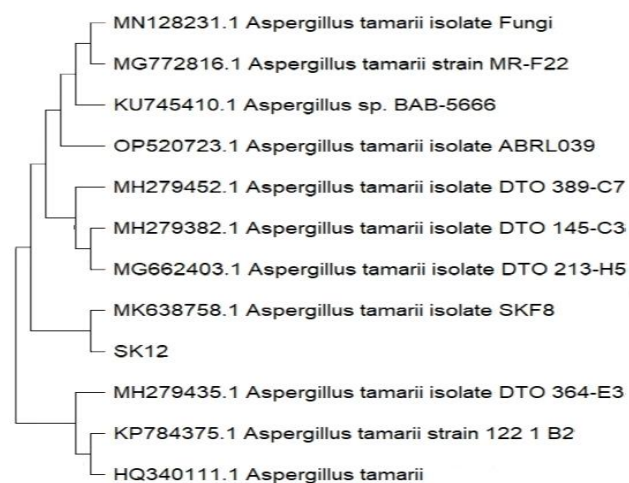 MN128231.1 Aspergillus tamarii isolate Fungi
MG772816.1 Aspergillus tamarii strain MR-F22
KU745410.1 Aspergillus sp. BAB-5666
OP520723.1 Aspergillus tamarii isolate ABRL039
MH279452.1 Aspergillus tamarii isolate DTO 389-C7
MH279382.1 Aspergillus tamarii isolate DTO 145-C3
MG662403.1 Aspergillus tamarii isolate DTO 213-H5
MK638758.1 Aspergillus tamarii isolate SKF8
SK12
MH279435.1 Aspergillus tamarii isolate DTO 364-E3
KP784375.1 Aspergillus tamarii strain 122 1 B2
HQ340111.1 Aspergillus tamarii